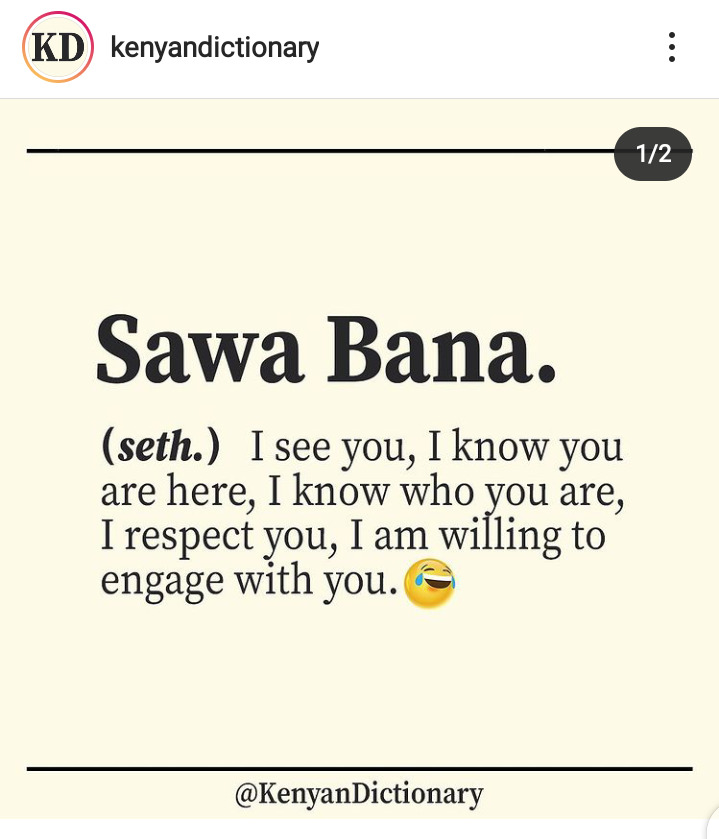 KD kenyandictionary
1/2
Sawa Bana.
(seth.) I see you, I know you
are here, I know who you are,
I respect you, I am willing to
engage with you.😂
@KenyanDictionary